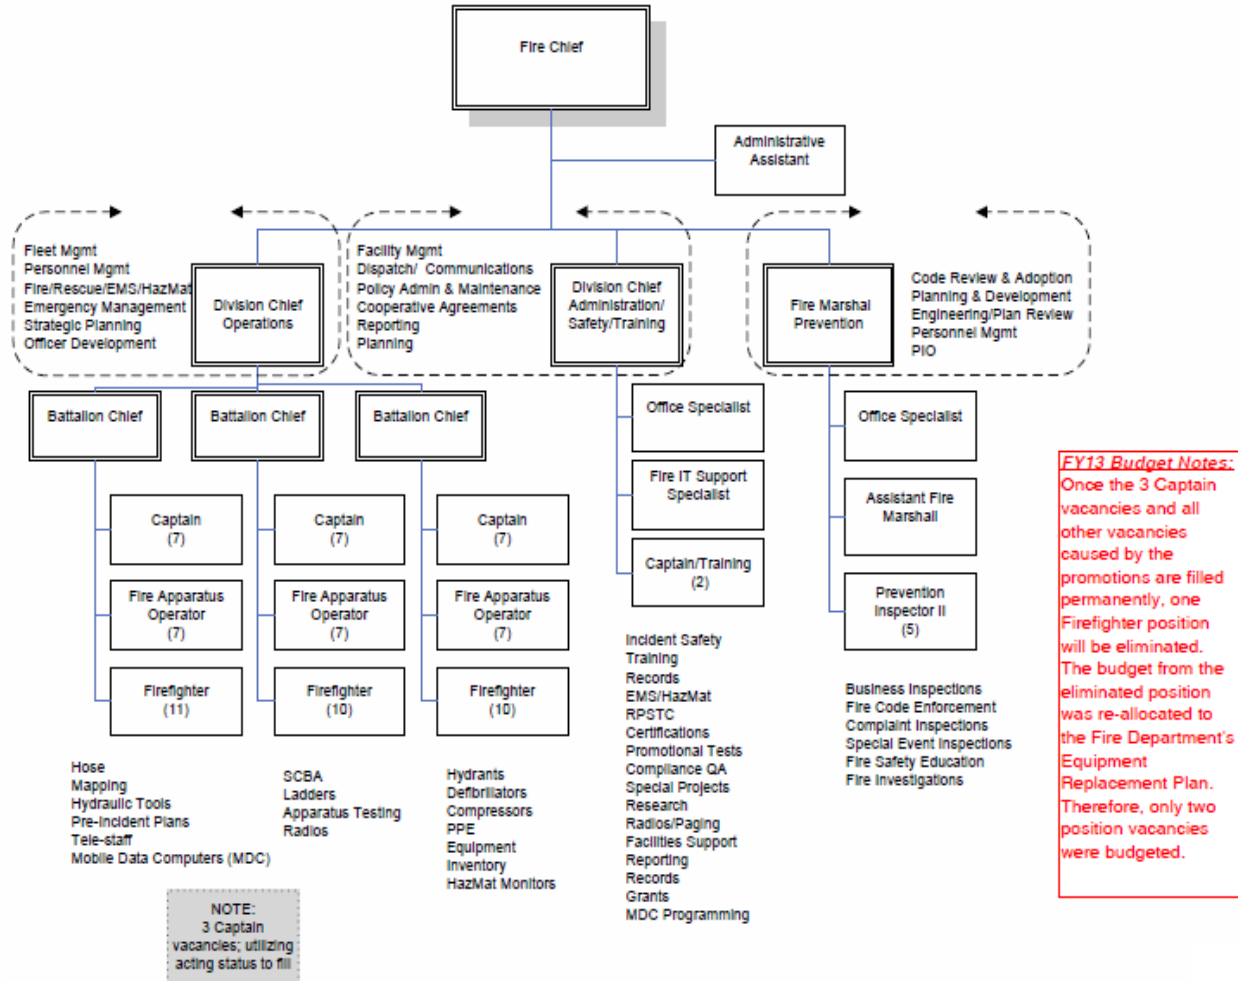 Fire Chief
Administrative
Assistant
Fleet Mgmt
Personnel Mgmt
Fire/Rescue/EMS/HazMat
Emergency Management
Strategic Planning
Officer Development
Division Chief
Operations
Facility Mgmt
Dispatch/ Communications
Policy Admin & Maintenance
Cooperative Agreements
Reporting
Planning
Division Chief
Administration/
Safety/Training
Fire Marshal
Prevention
Code Review & Adoption
Planning & Development
Engineering/Plan Review
Personnel Mgmt
PIO
Battalion Chief
Battalion Chief
Battalion Chief
Captain
(7)
Fire Apparatus
Operator
(7)
Firefighter
(11)
Captain
(7)
Fire Apparatus
Operator
(7)
Firefighter
(10)
Captain
(7)
Fire Apparatus
Operator
(7)
Firefighter
(10)
Office Specialist
Fire IT Support
Specialist
Captain/Training
(2)
Office Specialist
Assistant Fire
Marshall
Prevention
Inspector II
(5)
Hose
Mapping
Hydraulic Tools
Pre-Incident Plans
Tele-staff
Mobile Data Computers (MDC)
SCBA
Ladders
Apparatus Testing
Radios
Hydrants
Defibrillators
Compressors
PPE
Equipment
Inventory
HazMat Monitors
Incident Safety
Training
Records
EMS/HazMat
RPSTC
Certifications
Promotional Tests
Compliance QA
Special Projects
Research
Radios/Paging
Facilities Support
Reporting
Records
Grants
MDC Programming
Business Inspections
Fire Code Enforcement
Complaint Inspections
Special Event Inspections
Fire Safety Education
Fire Investigations
FY13 Budget Notes:
Once the 3 Captain
vacancies and all
other vacancies
caused by the
promotions are filled
permanently, one
Firefighter position
will be eliminated.
The budget from the
eliminated position
was re-allocated to
the Fire Department's
Equipment
Replacement Plan.
Therefore, only two
position vacancies
were budgeted.
NOTE:
3 Captain
vacancies; utilizing
acting status to fill